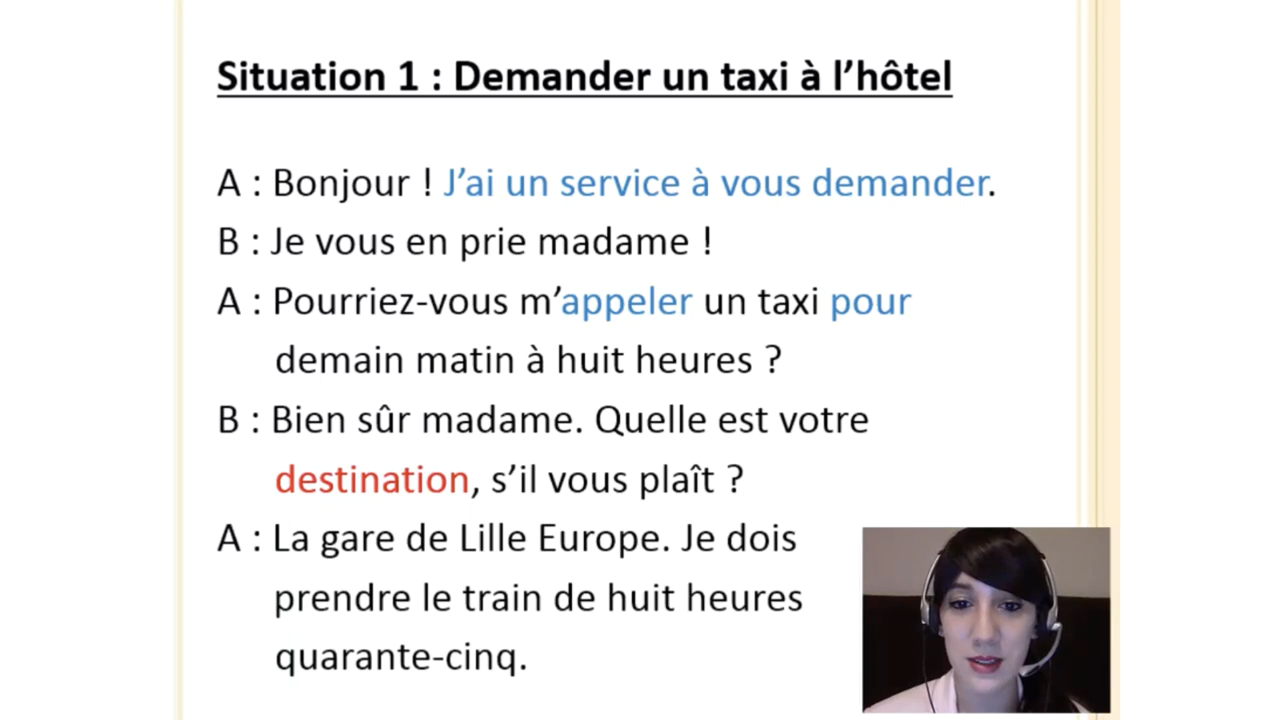 Situation 1 : Demander un taxi à l’hôtel
A : Bonjour ! J’ai un service à vous demander.
B : Je vous en prie madame !
A : Pourriez-vous m’appeler un taxi pour
demain matin à huit heures ?
B : Bien sûr madame. Quelle est votre
destination, s’il vous plaît ?
A : La gare de Lille Europe. Je dois
prendre le train de huit heures
quarante-cinq.